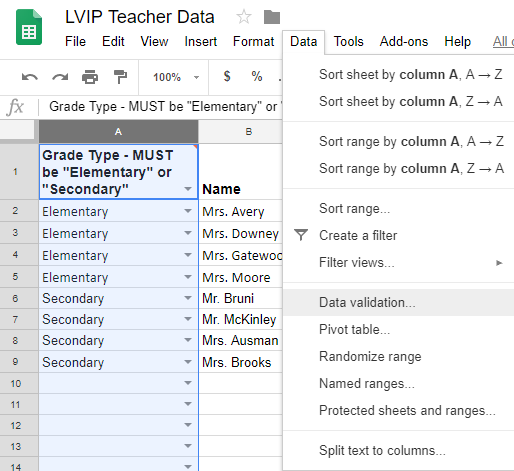 LVIP Teacher Data
File Edit View Insert Format Data Tools Add-ons Help All
100% $ % .
fx Grade Type - MUST be "Elementary" or
A B
1 Grade Type - MUST
be "Elementary" or
"Secondary" Name
2 Elementary Mrs. Avery
3 Elementary Mrs. Downey
4 Elementary Mrs. Gatewoo
5 Elementary Mrs. Moore
6 Secondary Mr. Bruni
7 Secondary Mr. McKinley
8 Secondary Mrs. Ausman
9 Secondary Mrs. Brooks
10
11
12
13
14
Sort sheet by column A, A → Z
Sort sheet by column A, Z → A
Sort range by column A, A → Z
Sort range by column A, Z → A
Sort range...
Create a filter
Filter views...
Data validation...
Pivot table...
Randomize range
Named ranges...
Protected sheets and ranges...
Split text to columns...